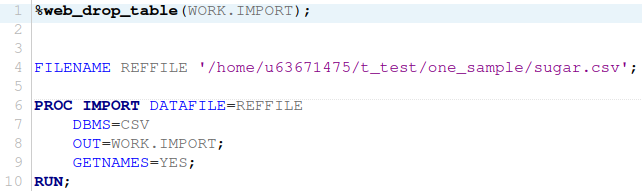 1 %web_drop_table(WORK.IMPORT);
2
3
4 FILENAME REFFILE '/home/u63671475/t_test/one_sample/sugar.csv';
5
6 PROC IMPORT DATAFILE=REFFILE
7 DBMS=CSV
8 OUT=WORK.IMPORT;
9 GETNAMES=YES;
10 RUN;